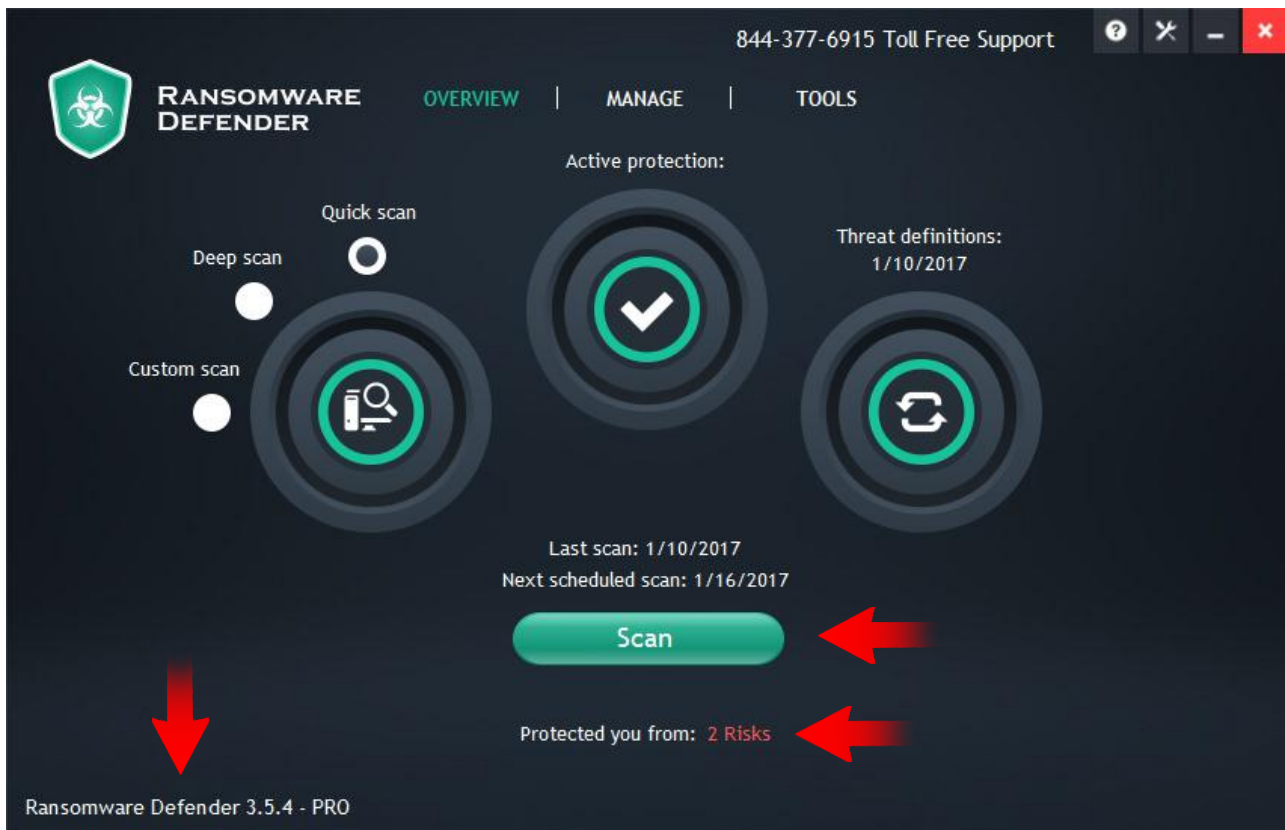 844-377-6915 Toll Free Support
RANSOMWARE
DEFENDER
OVERVIEW | MANAGE | TOOLS
Active protection:
Quick scan
Deep scan
Custom scan
Threat definitions:
1/10/2017
Last scan: 1/10/2017
Next scheduled scan: 1/16/2017
Scan
Protected you from: 2 Risks
Ransomware Defender 3.5.4 - PRO